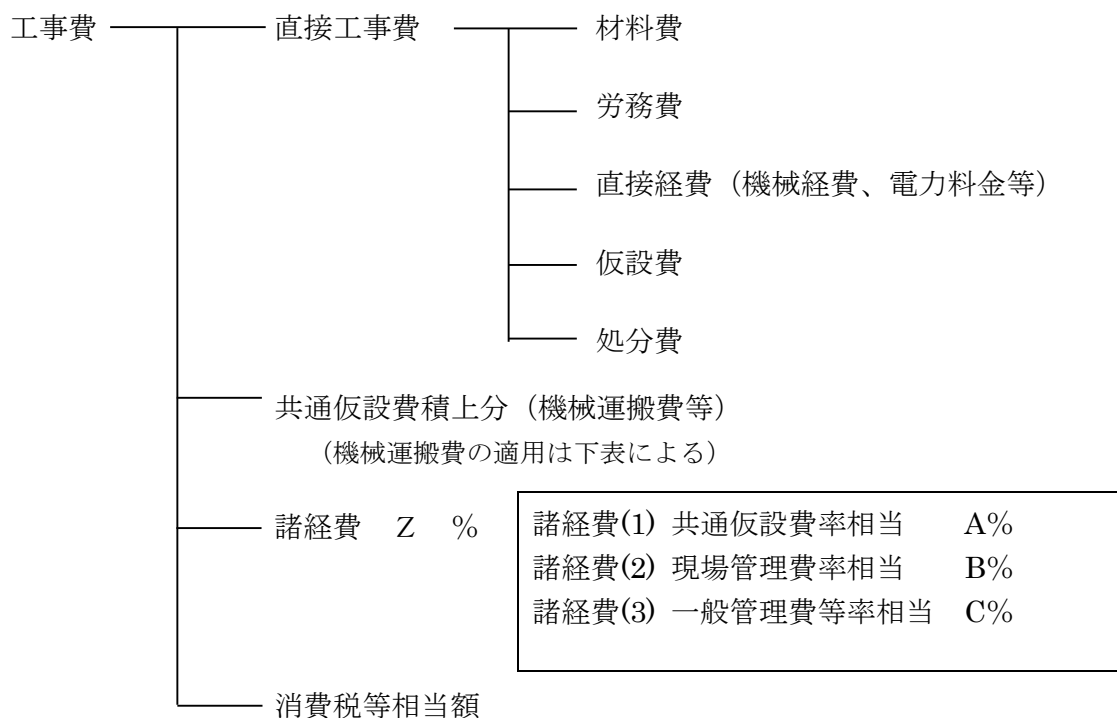 工事費 直接工事費 材料費
労務費
直接経費（機械経費、電力料金等）
仮設費
処分費
共通仮設費積上分（機械運搬費等）
（機械運搬費の適用は下表による）
諸経費 Z ％
諸経費(1) 共通仮設費率相当 A%
諸経費(2) 現場管理費率相当 B%
諸経費(3) 一般管理費等率相当 C%
消費税等相当額